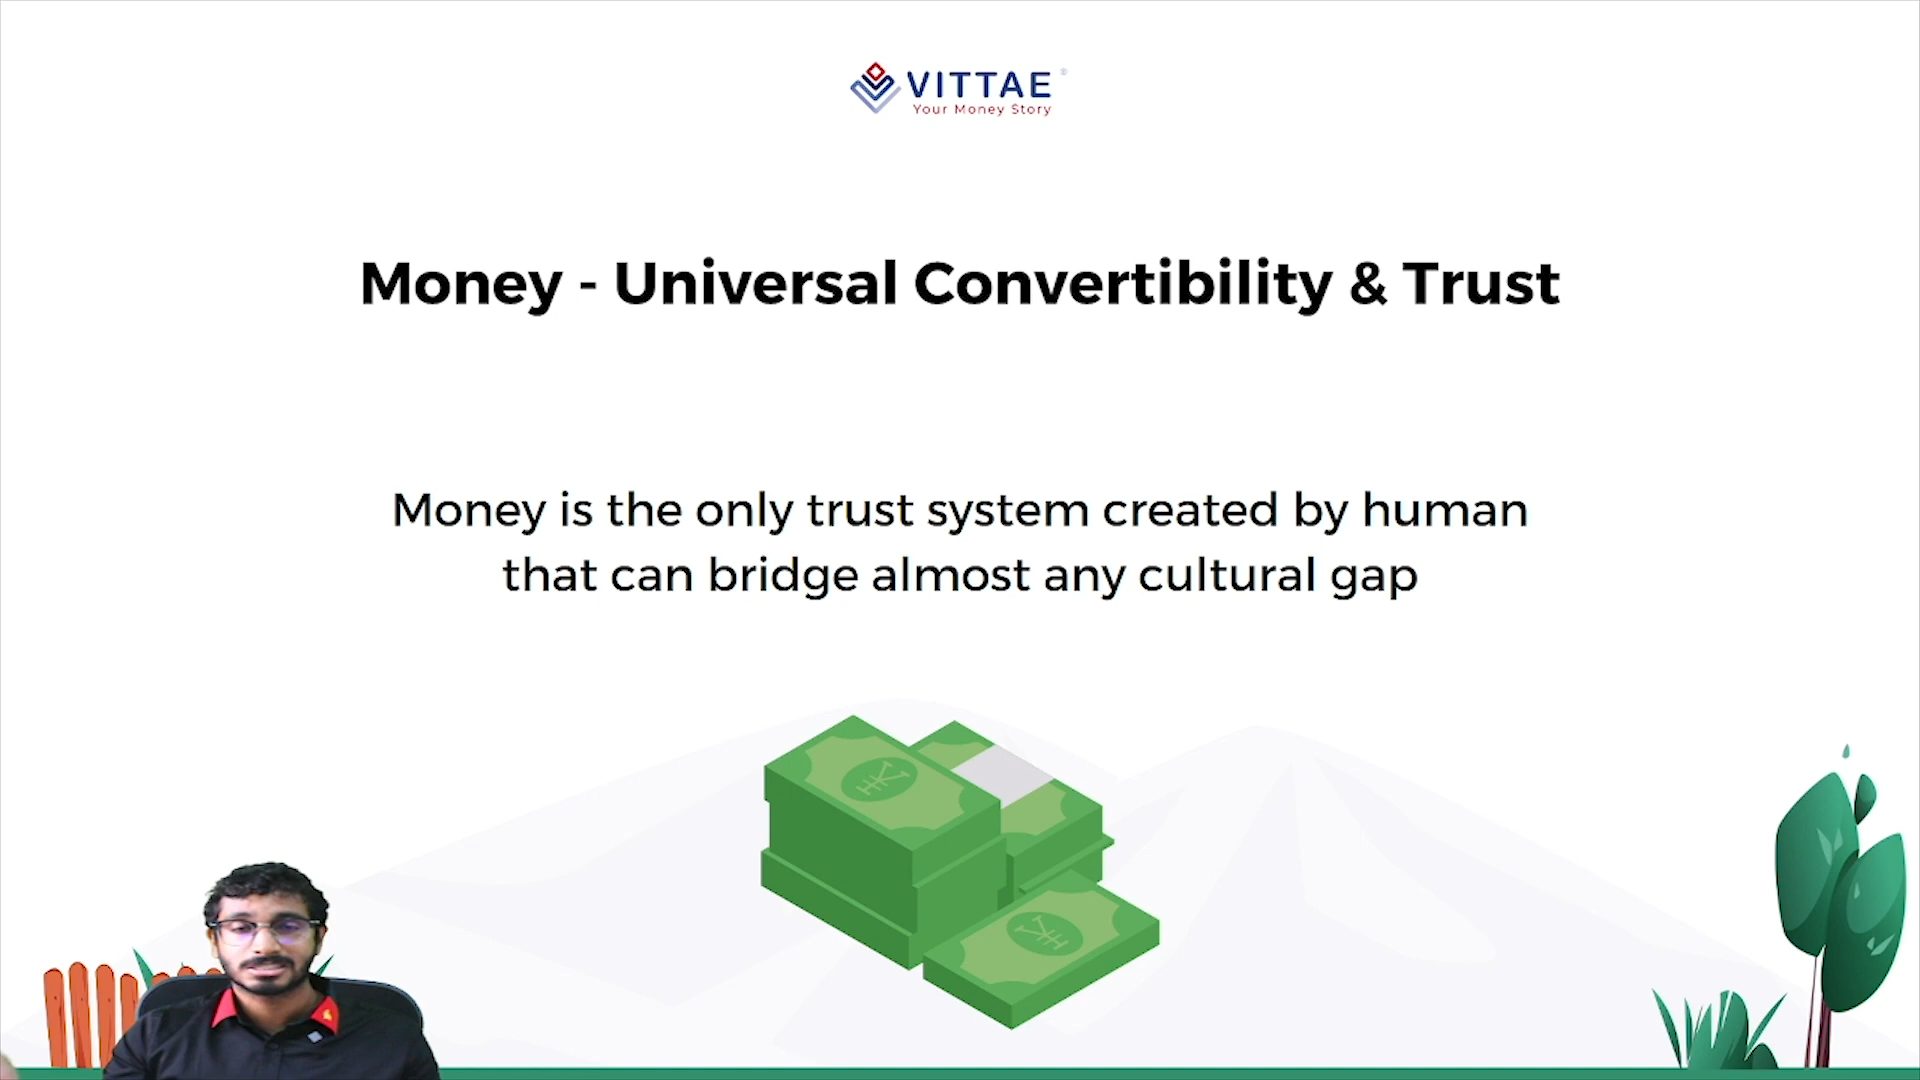 VITTAE
Your Money Story
Money - Universal Convertibility & Trust
Money is the only trust system created by human
that can bridge almost any cultural gap